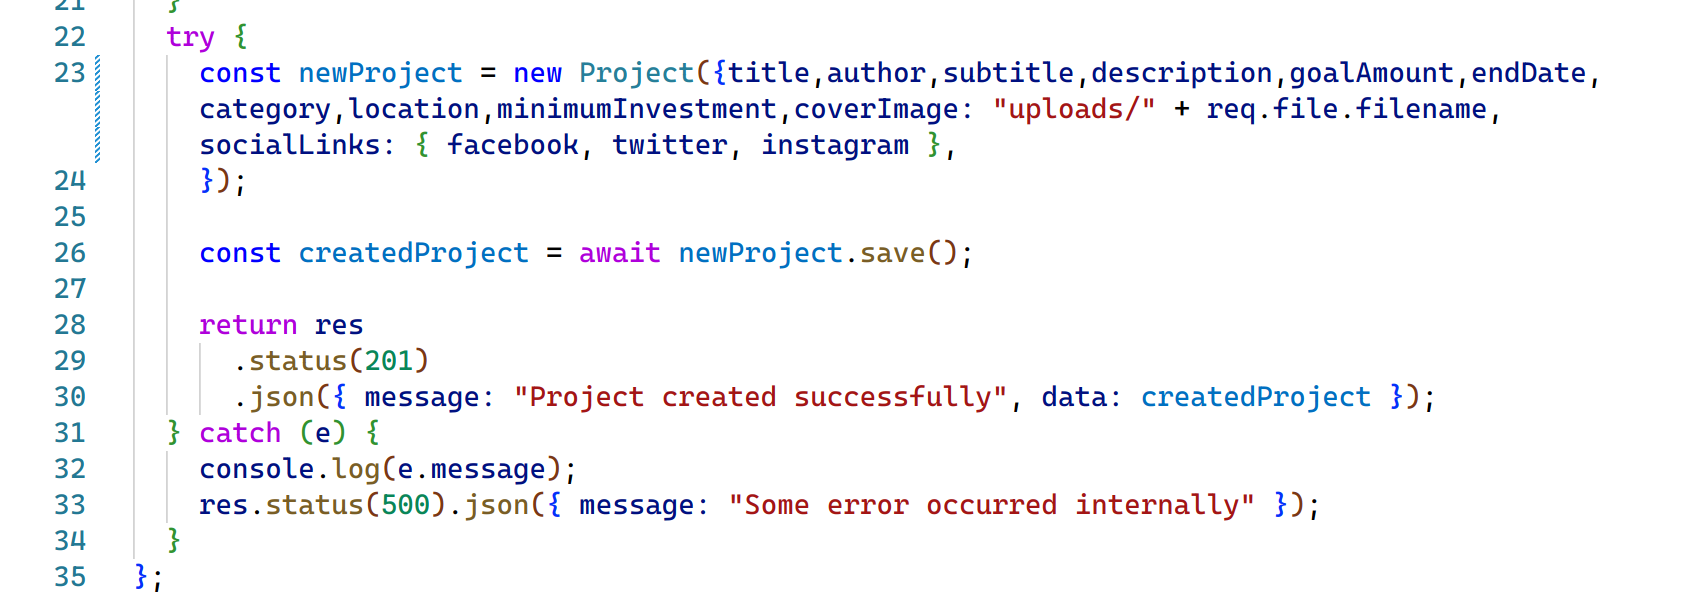 21 }
22 try {
23 const newProject = new Project({title,author,subtitle,description,goalAmount,endDate,
category,location,minimumInvestment,coverImage: "uploads/" + req.file.filename,
socialLinks: { facebook, twitter, instagram },
24 });
25
26 const createdProject = await newProject.save();
27
28 return res
29 .status(201)
30 .json({ message: "Project created successfully", data: createdProject });
31 } catch (e) {
32 console.log(e.message);
33 res.status(500).json({ message: "Some error occurred internally" });
34 }
35 };